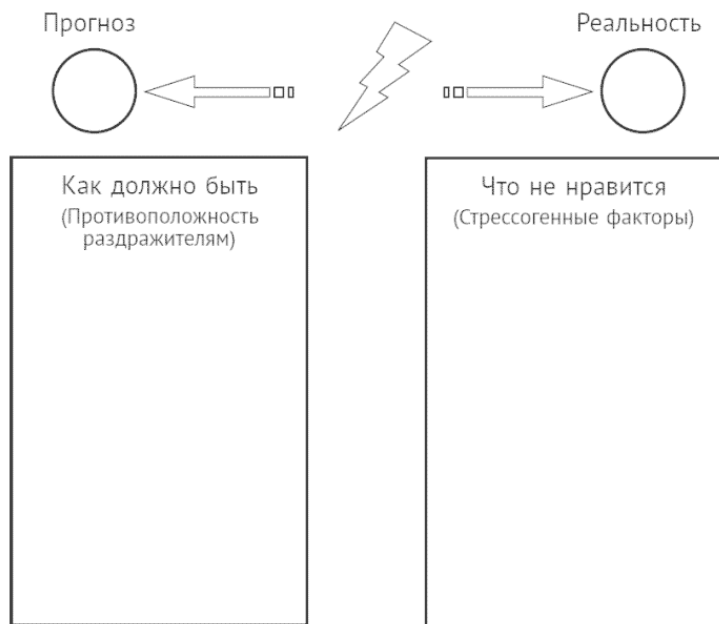 Прогноз
Реальность
Как должно быть
(Противоположность
раздражителям)
Что не нравится
(Стрессогенные факторы)